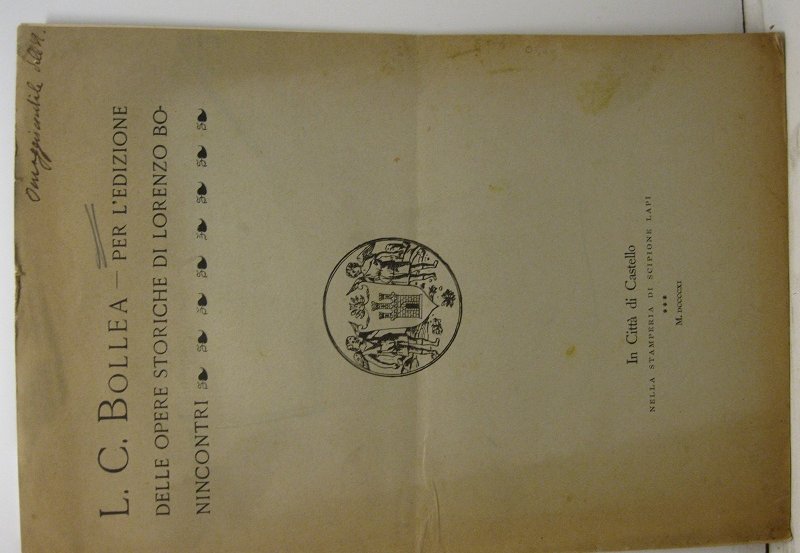 L. C. BOLLEA — PER L'EDIZIONE
DELLE OPERE STORICHE DI LORENZO BO-
NINCONTRI
In Città di Castello
NELLA STAMPERIA DI SCIPIONE LAPI
* * *
M. DCCCCXI